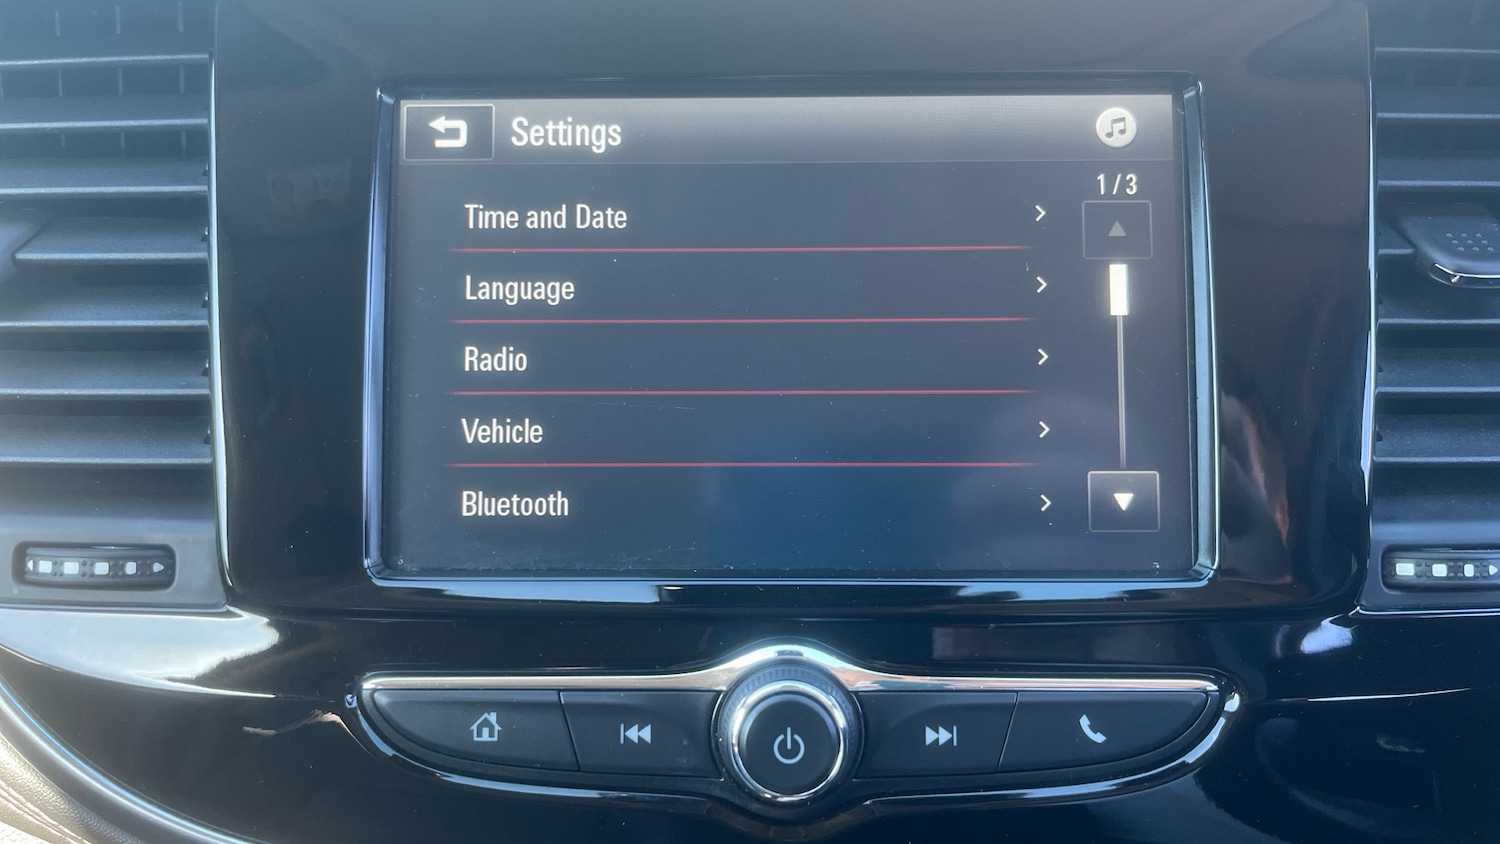 Settings
1/3
Time and Date
Language
Radio
Vehicle
Bluetooth